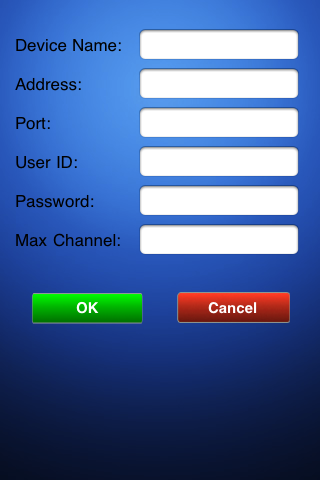 Device Name:
Address:
Port:
User ID:
Password:
Max Channel:
OK Cancel